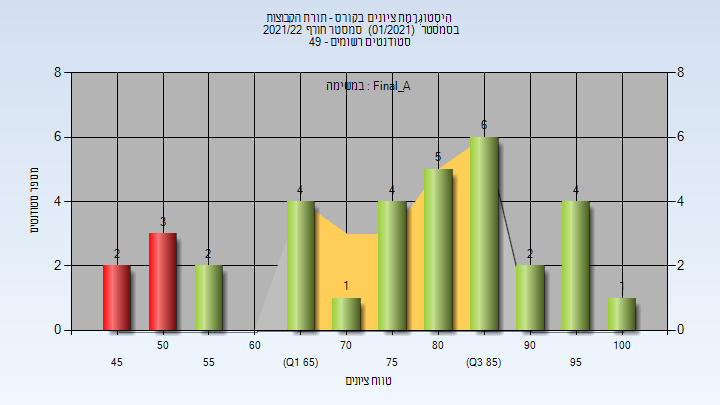 היסטוגרמת ציונים בקורס - תורת הקבוצות
בסמסטר (01/2021) סמסטר חורף 2021/22
סטודנטים רשומים - 49
במשימה : Final_A
מספר סטודנטים
8 8
6 6
4 4
2 2
0 0
2 3 2 4 1 4 5 6 2 4 1
50 60 70 80 90 100
45 55 (Q1 65) 75 (Q3 85) 95
טווח ציונים